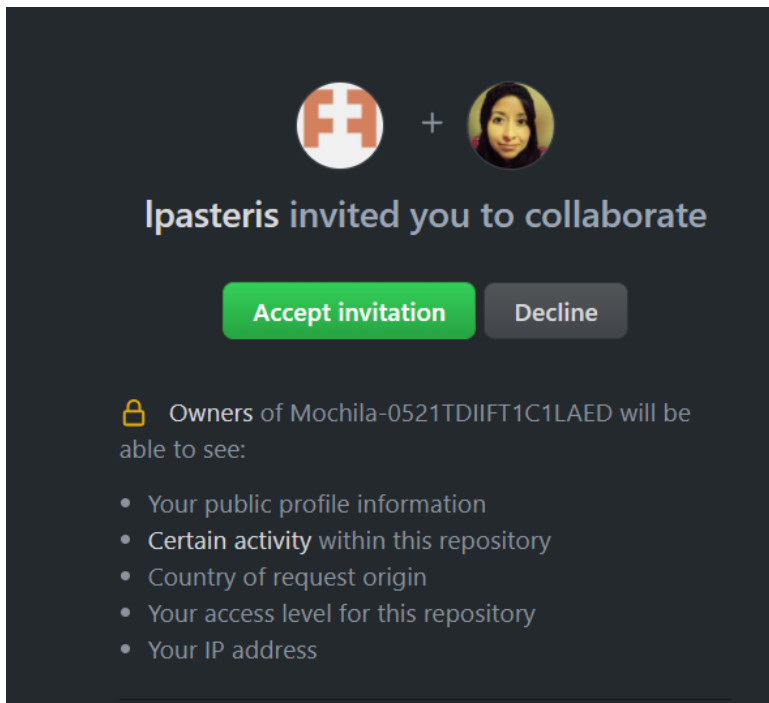 +
lpasteris invited you to collaborate
Accept invitation Decline
Owners of Mochila-0521TDIIFT1C1LAED will be
able to see:
• Your public profile information
• Certain activity within this repository
• Country of request origin
• Your access level for this repository
• Your IP address